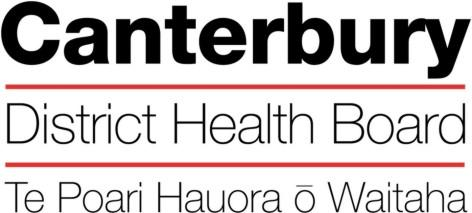 Canterbury
District Health Board
Te Poari Hauora ō Waitaha